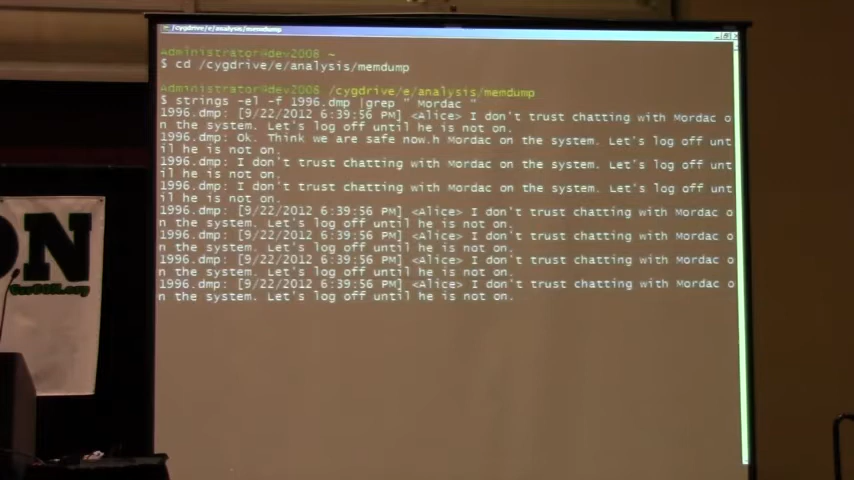 /cygdrive/e/analysis/memdump
Administrator@dev2008 ~
$ cd /cygdrive/e/analysis/memdump
Administrator@dev2008 /cygdrive/e/analysis/memdump
$ strings -el -f 1996.dmp |grep " Mordac "
1996.dmp: [9/22/2012 6:39:56 PM] <Alice> I don't trust chatting with Mordac o
n the system. Let's log off until he is not on.
1996.dmp: Ok. Think we are safe now.h Mordac on the system. Let's log off unt
il he is not on.
1996.dmp: I don't trust chatting with Mordac on the system. Let's log off unt
il he is not on.
1996.dmp: I don't trust chatting with Mordac on the system. Let's log off unt
il he is not on.
1996.dmp: [9/22/2012 6:39:56 PM] <Alice> I don't trust chatting with Mordac o
n the system. Let's log off until he is not on.
1996.dmp: [9/22/2012 6:39:56 PM] <Alice> I don't trust chatting with Mordac o
n the system. Let's log off until he is not on.
1996.dmp: [9/22/2012 6:39:56 PM] <Alice> I don't trust chatting with Mordac o
n the system. Let's log off until he is not on.
1996.dmp: [9/22/2012 6:39:56 PM] <Alice> I don't trust chatting with Mordac o
n the system. Let's log off until he is not on.
ON